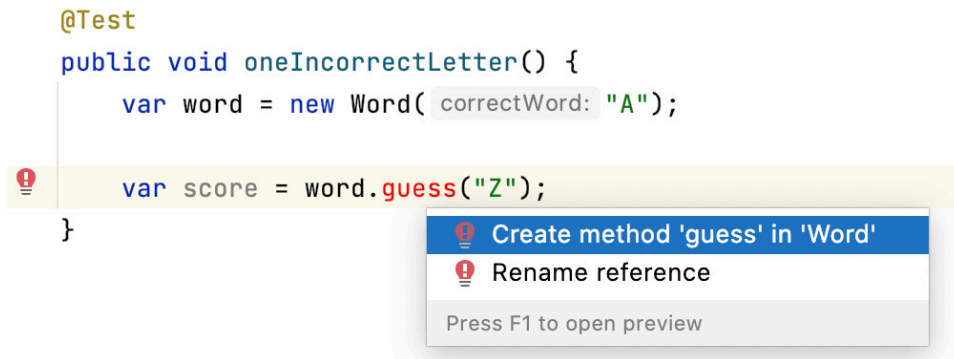 @Test
public void oneIncorrectLetter() {
var word = new Word( correctWord: "A");
var score = word.guess("Z");
}
Create method 'guess' in 'Word'
Rename reference
Press F1 to open preview